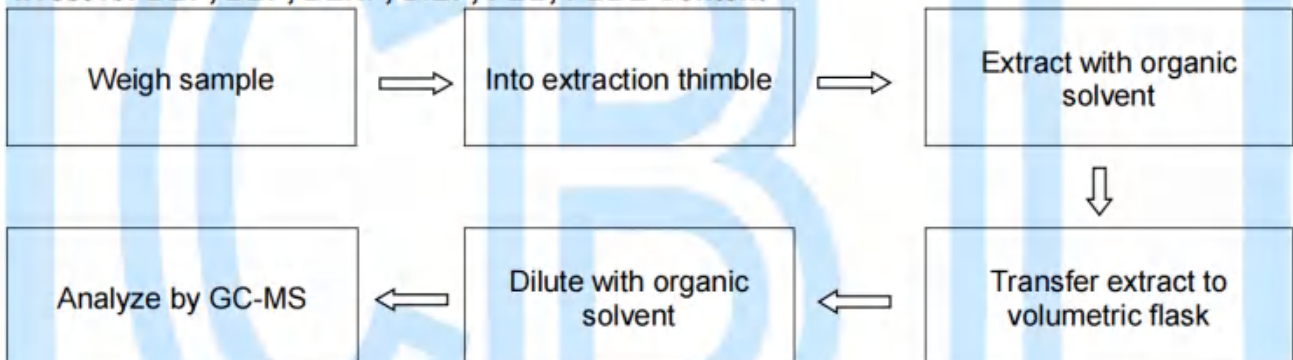 Weigh sample
Into extraction thimble
Extract with organic
solvent
Transfer extract to
volumetric flask
Dilute with organic
solvent
Analyze by GC-MS